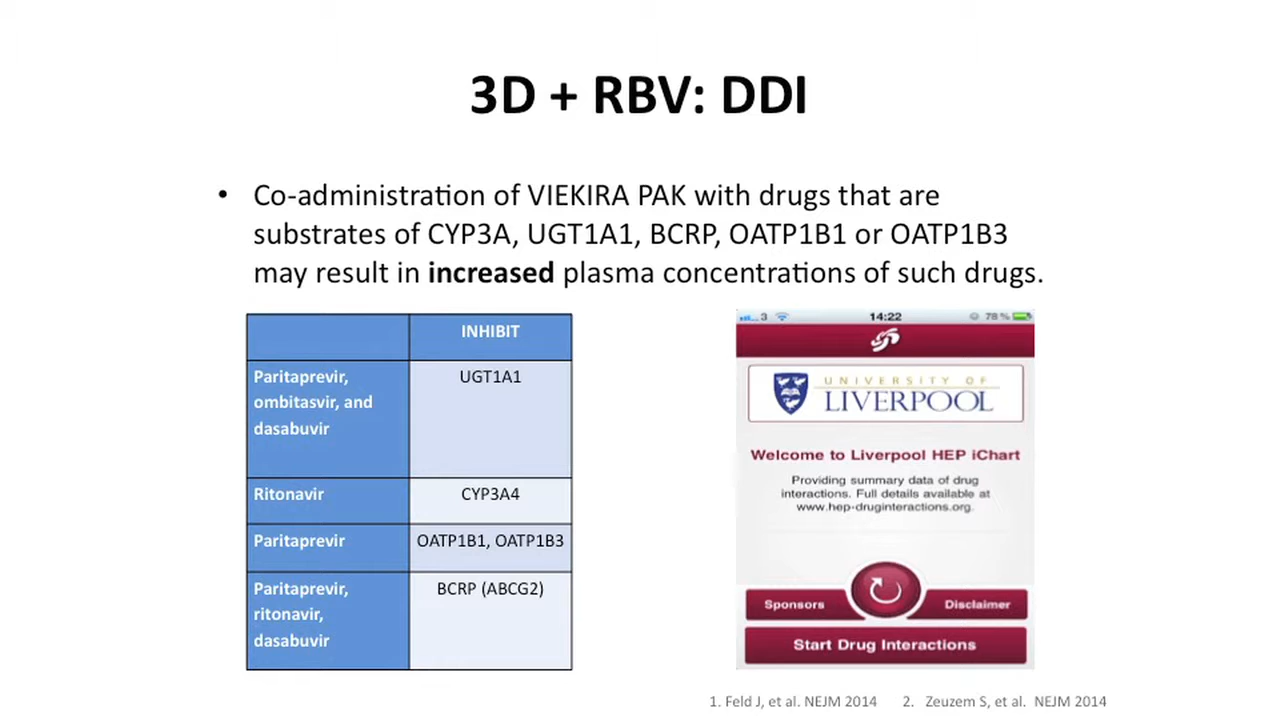 3D + RBV: DDI
• Co-administration of VIEKIRA PAK with drugs that are
substrates of CYP3A, UGT1A1, BCRP, OATP1B1 or OATP1B3
may result in increased plasma concentrations of such drugs.
INHIBIT
Paritaprevir,
ombitasvir, and
dasabuvir
UGT1A1
Ritonavir
CYP3A4
Paritaprevir
OATP1B1, OATP1B3
Paritaprevir,
ritonavir,
dasabuvir
BCRP (ABCG2)
3
14:22
78%
UNIVERSITY OF
LIVERPOOL
Welcome to Liverpool HEP iChart
Providing summary data of drug
interactions. Full details available at
www.hep-druginteractions.org.
Sponsors
Disclaimer
Start Drug Interactions
1. Feld J, et al. NEJM 2014 2. Zeuzem S, et al. NEJM 2014